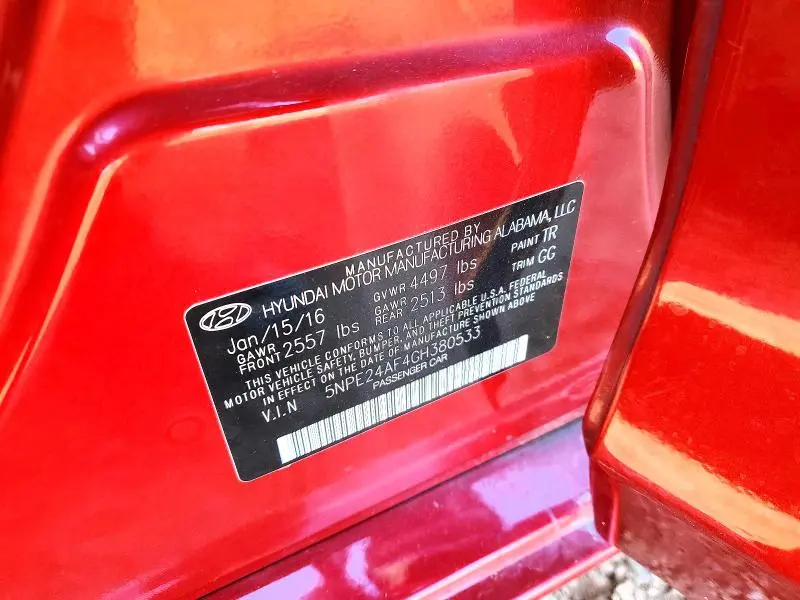 MANUFACTURED BY
HYUNDAI MOTOR MANUFACTURING ALABAMA, LLC
Jan/15/16 GVWR 4497 lbs PAINT TR
GAWR FRONT 2557 lbs GAWR REAR 2513 lbs TRIM GG
THIS VEHICLE CONFORMS TO ALL APPLICABLE U.S.A. FEDERAL
MOTOR VEHICLE SAFETY, BUMPER, AND THEFT PREVENTION STANDARDS
IN EFFECT ON THE DATE OF MANUFACTURE SHOWN ABOVE
V.I.N 5NPE24AF4GH380533
PASSENGER CAR